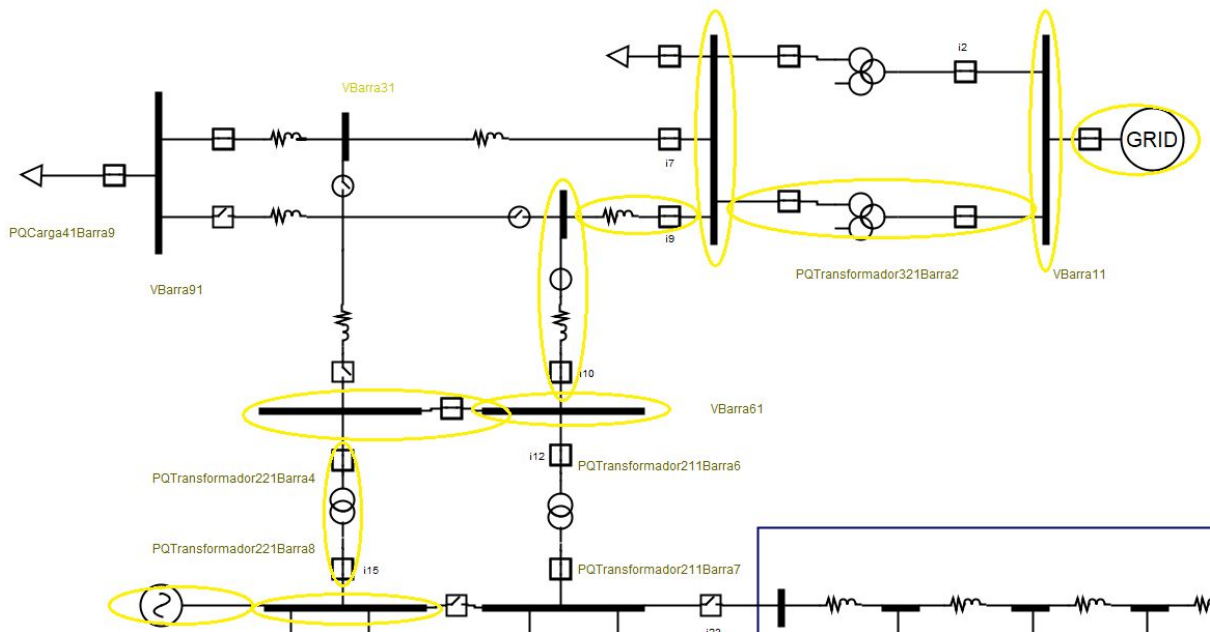 i2
VBarra31
GRID
i7
PQCarga41Barra9
i9
PQTransformador321Barra2
VBarra11
VBarra91
i10
VBarra61
i12
PQTransformador221Barra4
PQTransformador211Barra6
PQTransformador221Barra8
i15
PQTransformador211Barra7